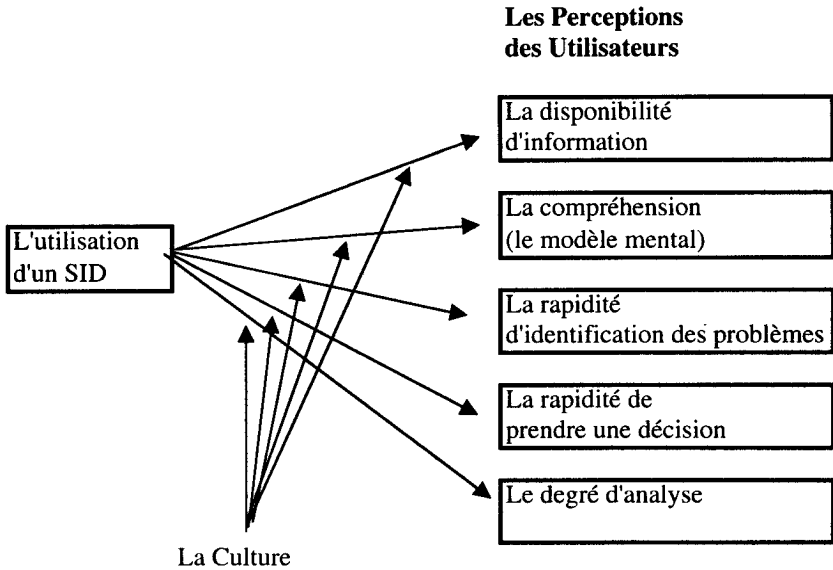 Les Perceptions
des Utilisateurs
La disponibilité
d'information
La compréhension
(le modèle mental)
L'utilisation
d'un SID
La rapidité
d'identification des problèmes
La rapidité de
prendre une décision
Le degré d'analyse
La Culture